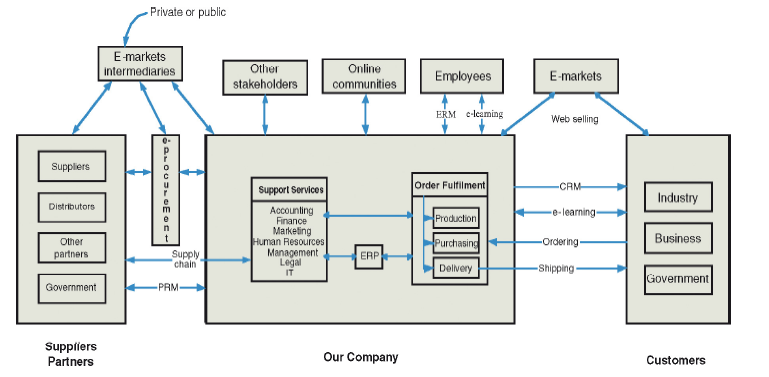 Private or public
E-markets
intermediaries
Other
stakeholders
Online
communities
Employees
E-markets
ERM
e-learning
Web selling
Suppliers
Distributors
Other
partners
Government
e-procurement
Supply
chain
PRM
Support Services
Accounting
Finance
Marketing
Human Resources
Management
Legal
IT
ERP
Order Fulfilment
Production
Purchasing
Delivery
CRM
e-learning
Ordering
Shipping
Industry
Business
Government
Suppliers
Partners
Our Company
Customers